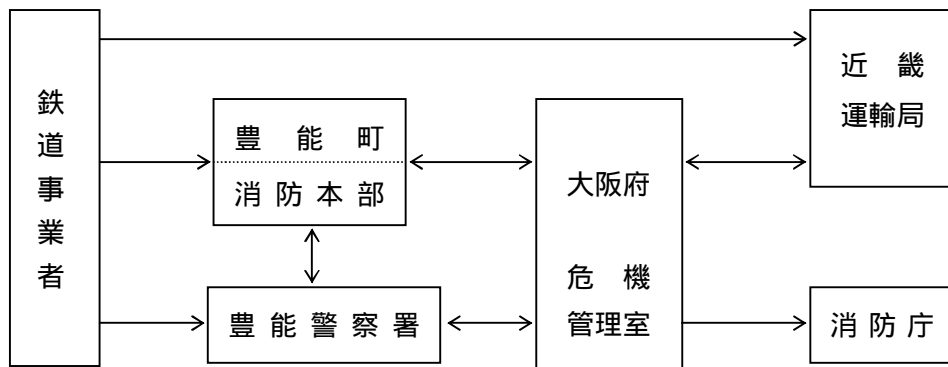 鉄道事業者
豊能町
消防本部
豊能警察署
大阪府
危機
管理室
近畿
運輸局
消防庁